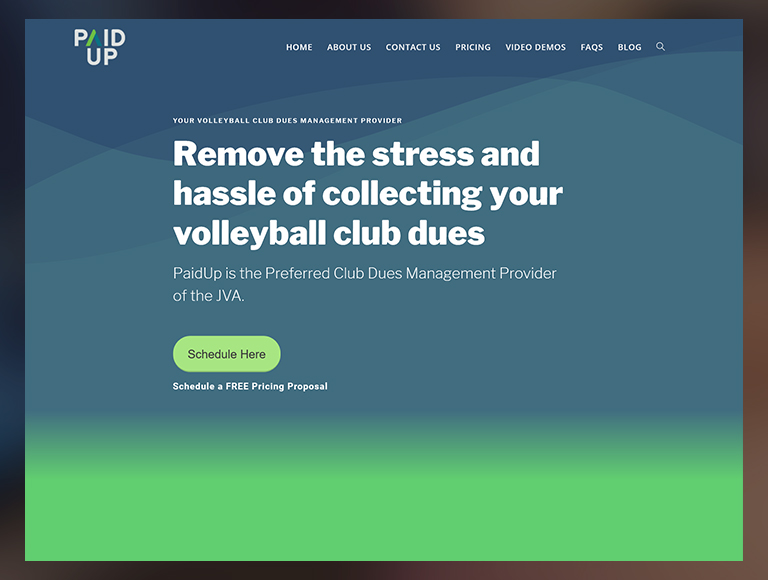 PAID
UP
HOME ABOUT US CONTACT US PRICING VIDEO DEMOS FAQS BLOG
YOUR VOLLEYBALL CLUB DUES MANAGEMENT PROVIDER
Remove the stress and
hassle of collecting your
volleyball club dues
PaidUp is the Preferred Club Dues Management Provider
of the JVA.
Schedule Here
Schedule a FREE Pricing Proposal